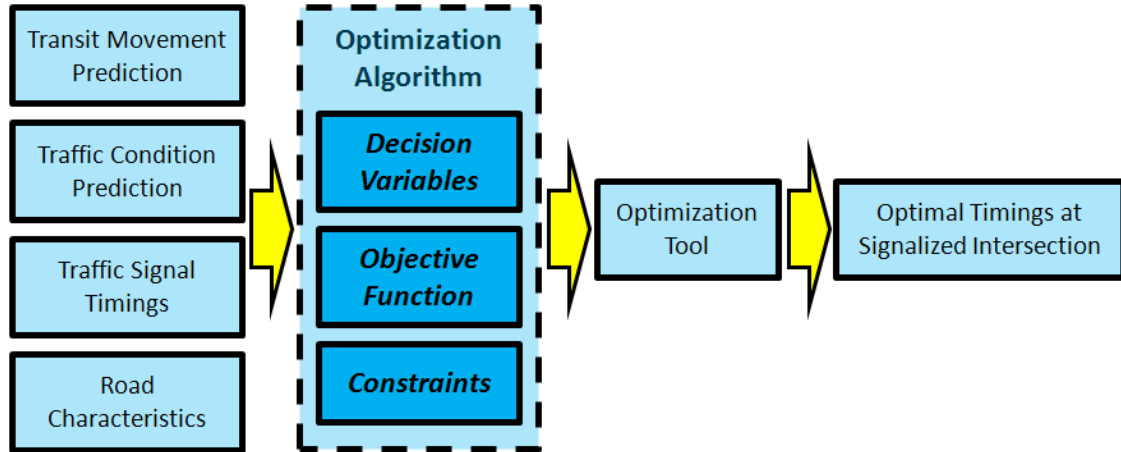 Transit Movement
Prediction
Traffic Condition
Prediction
Traffic Signal
Timings
Road
Characteristics
Optimization
Algorithm
Decision
Variables
Objective
Function
Constraints
Optimization
Tool
Optimal Timings at
Signalized Intersection